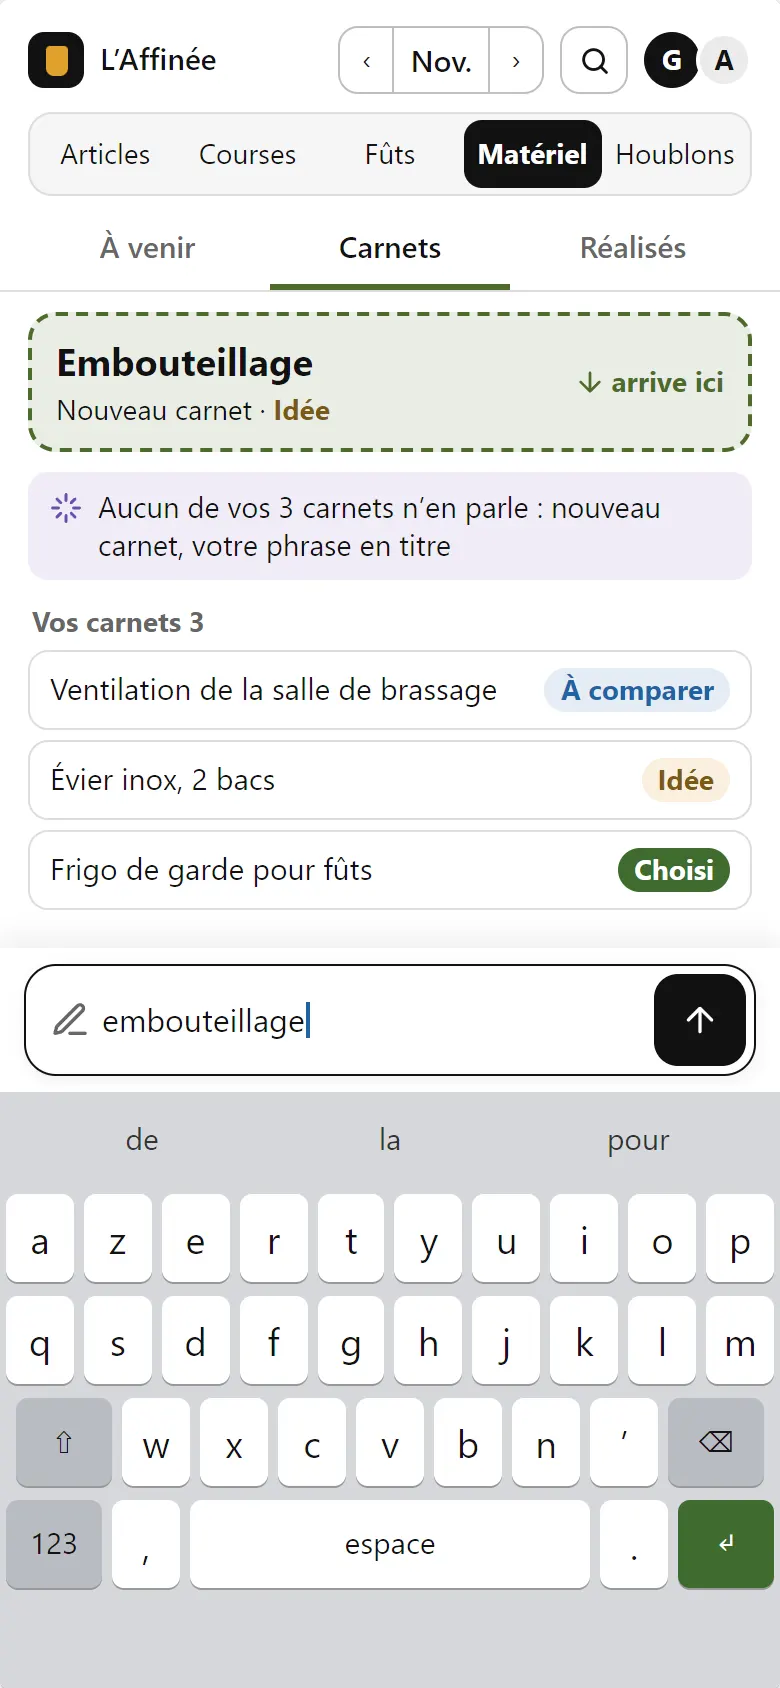 L’Affinée
‹ Nov. ›
G A
Articles Courses Fûts Matériel Houblons
À venir Carnets Réalisés
Embouteillage
Nouveau carnet · Idée
↓ arrive ici
Aucun de vos 3 carnets n’en parle : nouveau
carnet, votre phrase en titre
Vos carnets 3
Ventilation de la salle de brassage À comparer
Évier inox, 2 bacs Idée
Frigo de garde pour fûts Choisi
embouteillage
de la pour
a z e r t y u i o p
q s d f g h j k l m
⇧ w x c v b n ’ ⌫
123 , espace . ↵